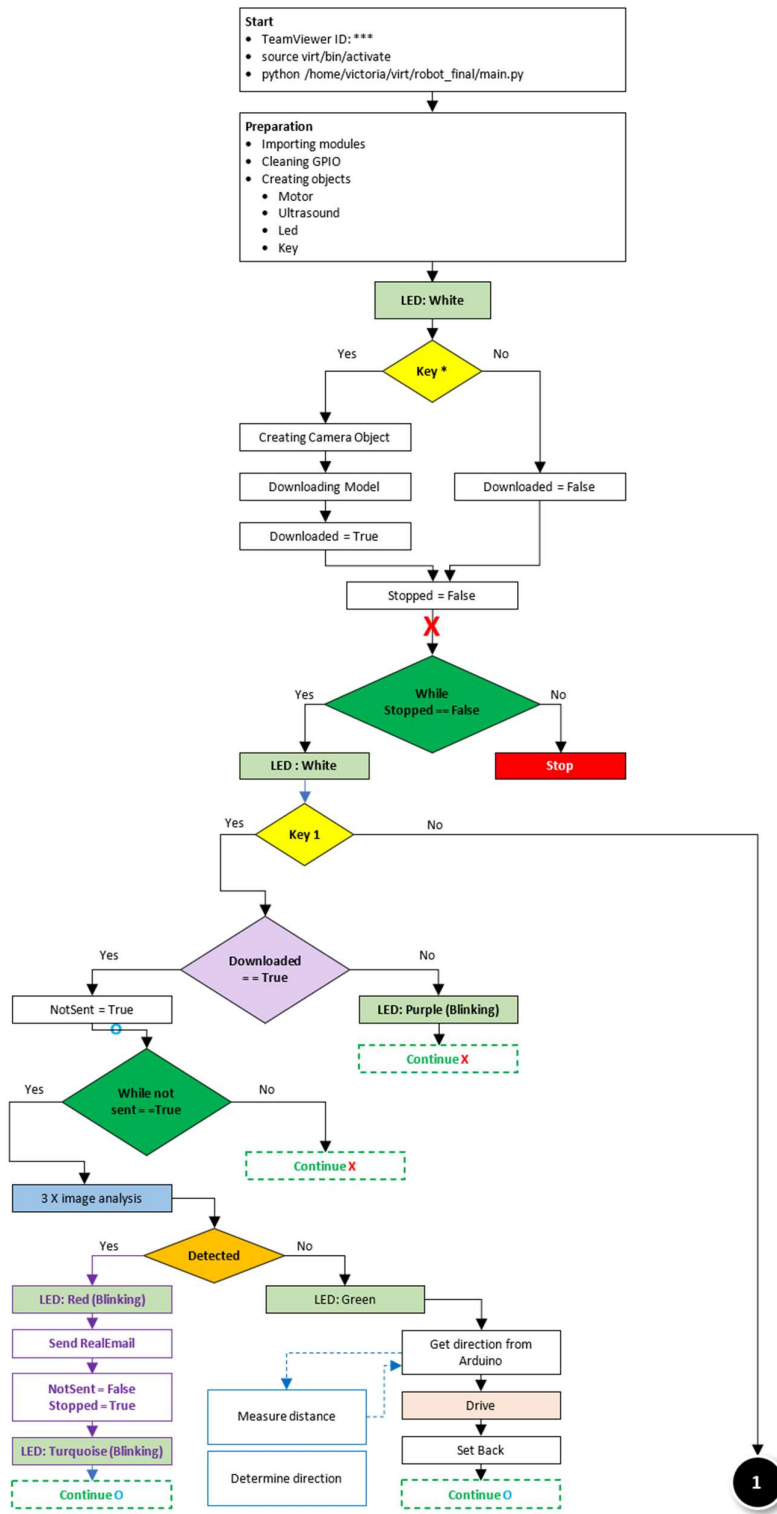 Start
• TeamViewer ID: ***
• source virt/bin/activate
• python /home/victoria/virt/robot_final/main.py
Preparation
• Importing modules
• Cleaning GPIO
• Creating objects
• Motor
• Ultrasound
• Led
• Key
LED: White
Yes
Key *
No
Creating Camera Object
Downloading Model
Downloaded = False
Downloaded = True
Stopped = False
X
While
Stopped == False
Yes
No
LED : White
Stop
Yes
Key 1
No
Yes
Downloaded
= = True
No
NotSent = True
LED: Purple (Blinking)
O
Continue X
Yes
While not
sent = =True
No
Continue X
3 X image analysis
Yes
Detected
No
LED: Red (Blinking)
LED: Green
Send RealEmail
Get direction from
Arduino
NotSent = False
Stopped = True
Measure distance
Drive
LED: Turquoise (Blinking)
Determine direction
Set Back
Continue O
Continue O
1